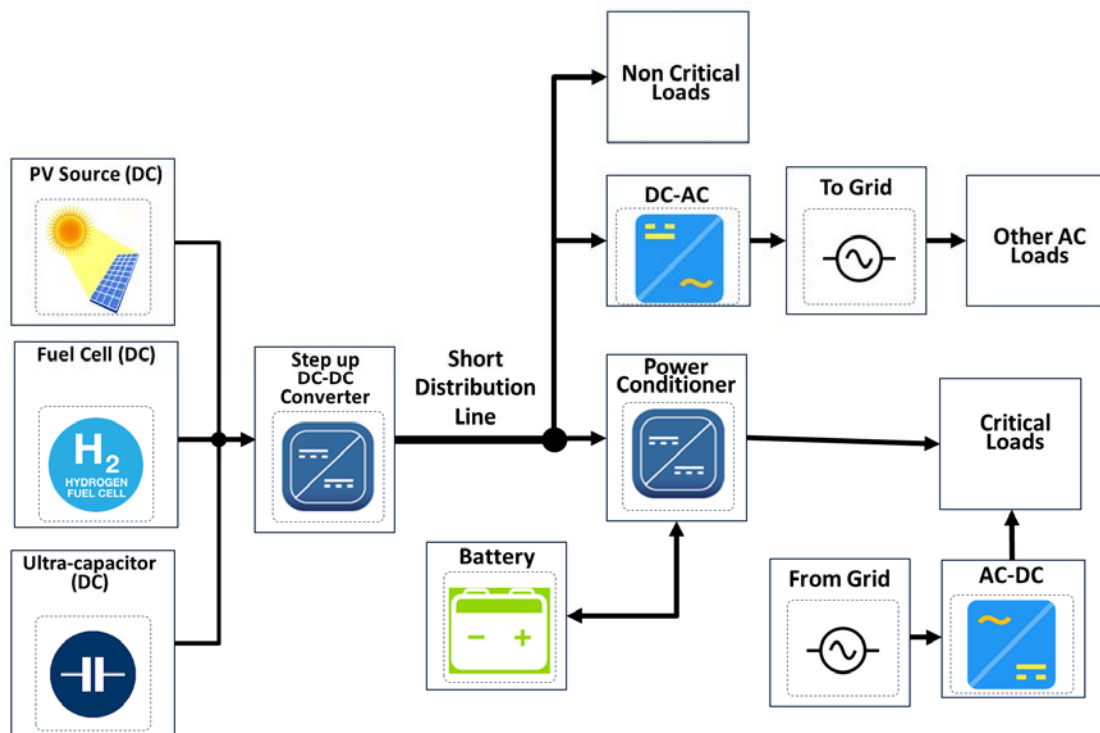 Non Critical
Loads
PV Source (DC)
DC-AC
To Grid
Other AC
Loads
Fuel Cell (DC)
H2
HYDROGEN
FUEL CELL
Step up
DC-DC
Converter
Short
Distribution
Line
Power
Conditioner
Critical
Loads
Ultra-capacitor
(DC)
Battery
- +
From Grid
AC-DC